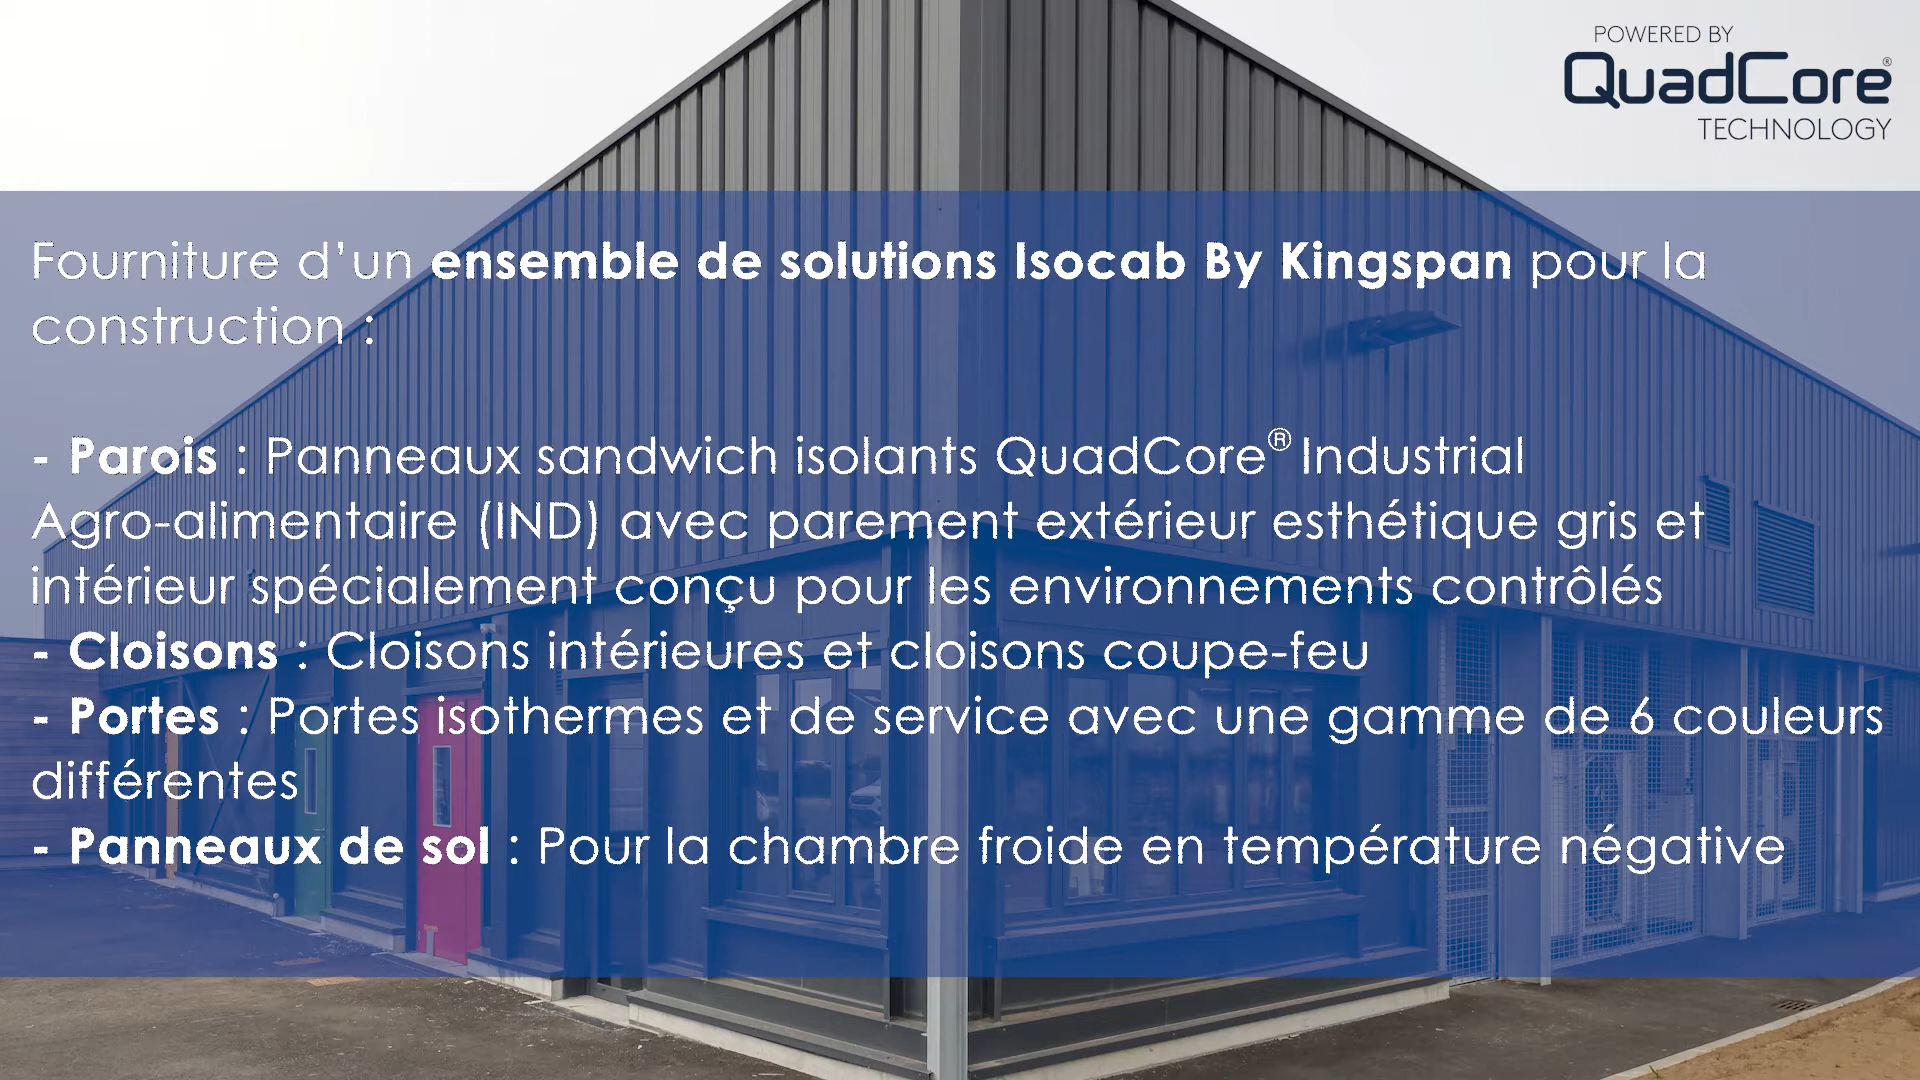 POWERED BY
QuadCore®
TECHNOLOGY
Fourniture d’un ensemble de solutions Isocab By Kingspan pour la
construction :
- Parois : Panneaux sandwich isolants QuadCore® Industrial
Agro-alimentaire (IND) avec parement extérieur esthétique gris et
intérieur spécialement conçu pour les environnements contrôlés
- Cloisons : Cloisons intérieures et cloisons coupe-feu
- Portes : Portes isothermes et de service avec une gamme de 6 couleurs
différentes
- Panneaux de sol : Pour la chambre froide en température négative